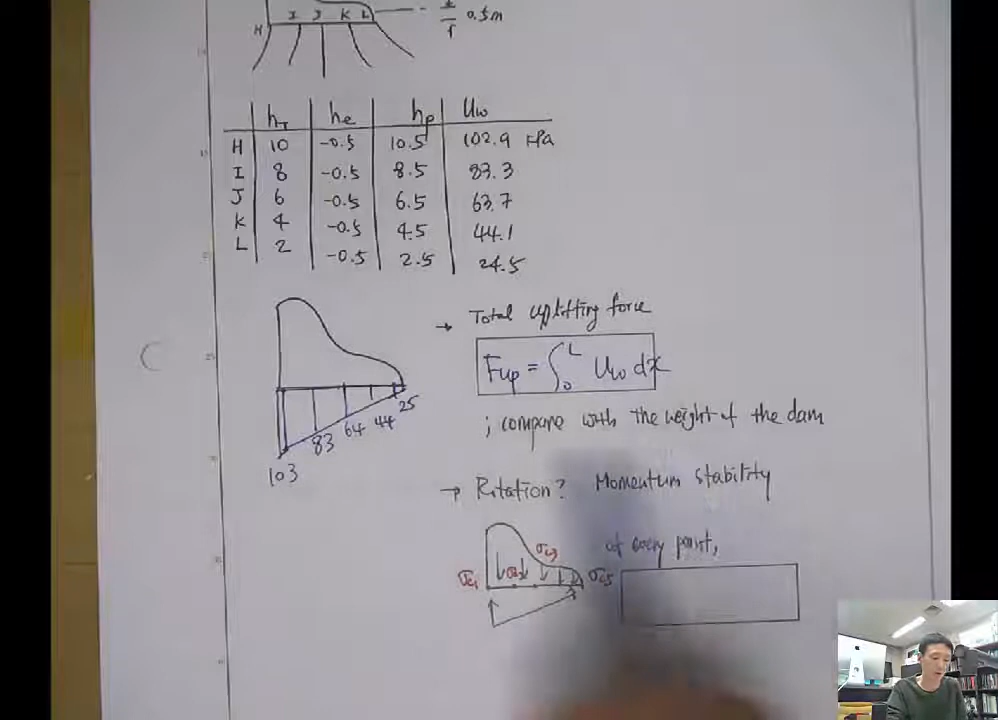 I J K L
H
0.5m
hT he hp Uw
H 10 -0.5 10.5 102.9 kPa
I 8 -0.5 8.5 83.3
J 6 -0.5 6.5 63.7
K 4 -0.5 4.5 44.1
L 2 -0.5 2.5 24.5
→ Total uplifting force
Fup = ∫₀ᴸ Uw dx
; compare with the weight of the dam
25
44
64
83
103
→ Rotation? Momentum stability
at every point,